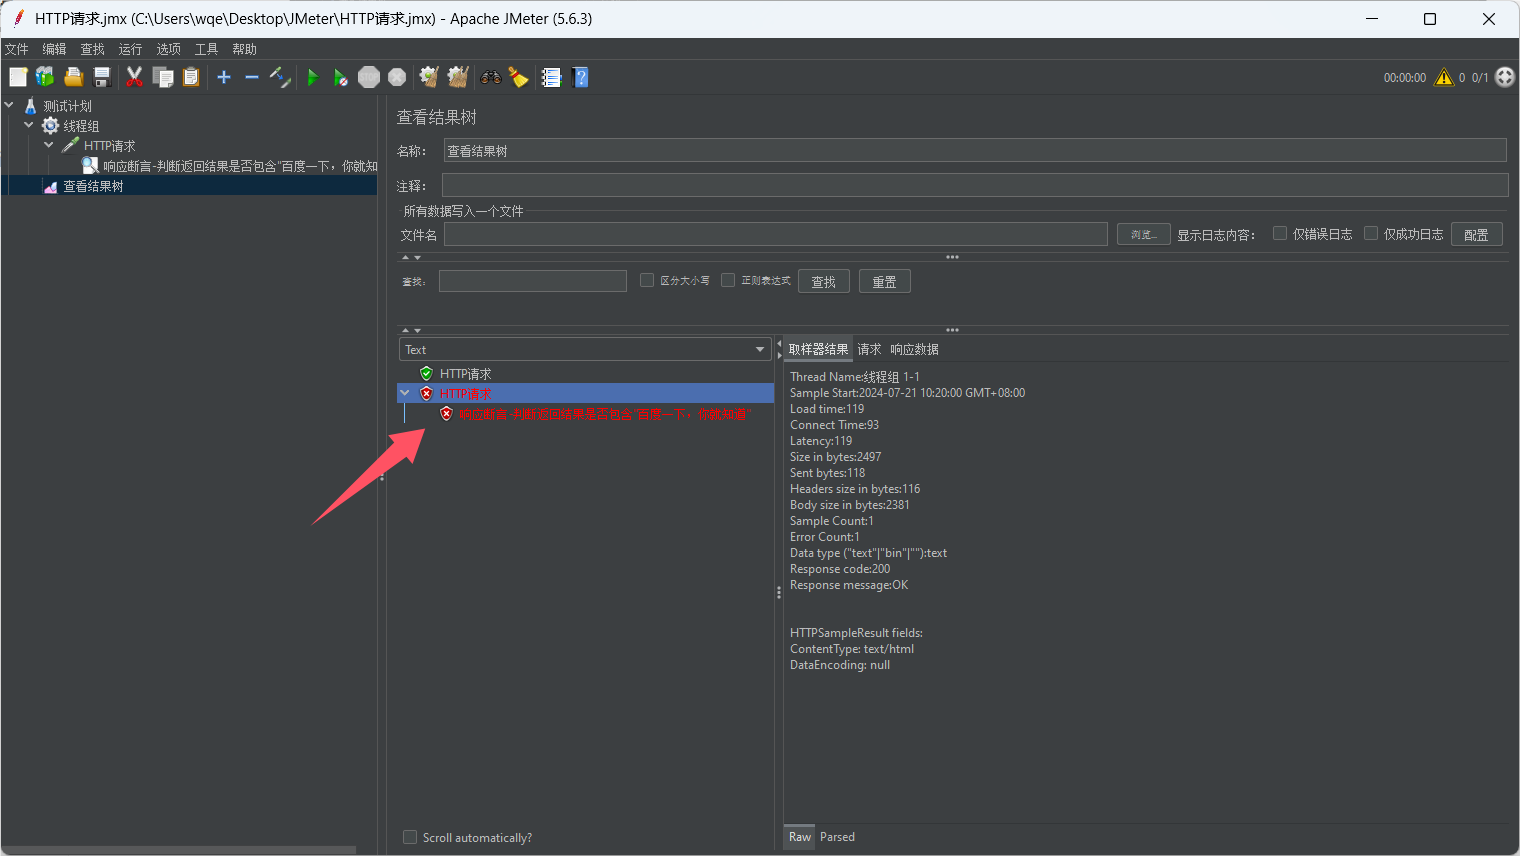 HTTP请求.jmx (C:\Users\wqe\Desktop\JMeter\HTTP请求.jmx) - Apache JMeter (5.6.3)
文件 编辑 查找 运行 选项 工具 帮助
STOP
00:00:00 0 0/1
测试计划
线程组
HTTP请求
响应断言-判断返回结果是否包含"百度一下，你就知
查看结果树
查看结果树
名称： 查看结果树
注释：
所有数据写入一个文件
文件名 浏览... 显示日志内容： 仅错误日志 仅成功日志 配置
查找： 区分大小写 正则表达式 查找 重置
Text
HTTP请求
HTTP请求
响应断言-判断返回结果是否包含"百度一下，你就知道"
Scroll automatically?
取样器结果 请求 响应数据
Thread Name:线程组 1-1
Sample Start:2024-07-21 10:20:00 GMT+08:00
Load time:119
Connect Time:93
Latency:119
Size in bytes:2497
Sent bytes:118
Headers size in bytes:116
Body size in bytes:2381
Sample Count:1
Error Count:1
Data type ("text"|"bin"|""):text
Response code:200
Response message:OK
HTTPSampleResult fields:
ContentType: text/html
DataEncoding: null
Raw Parsed